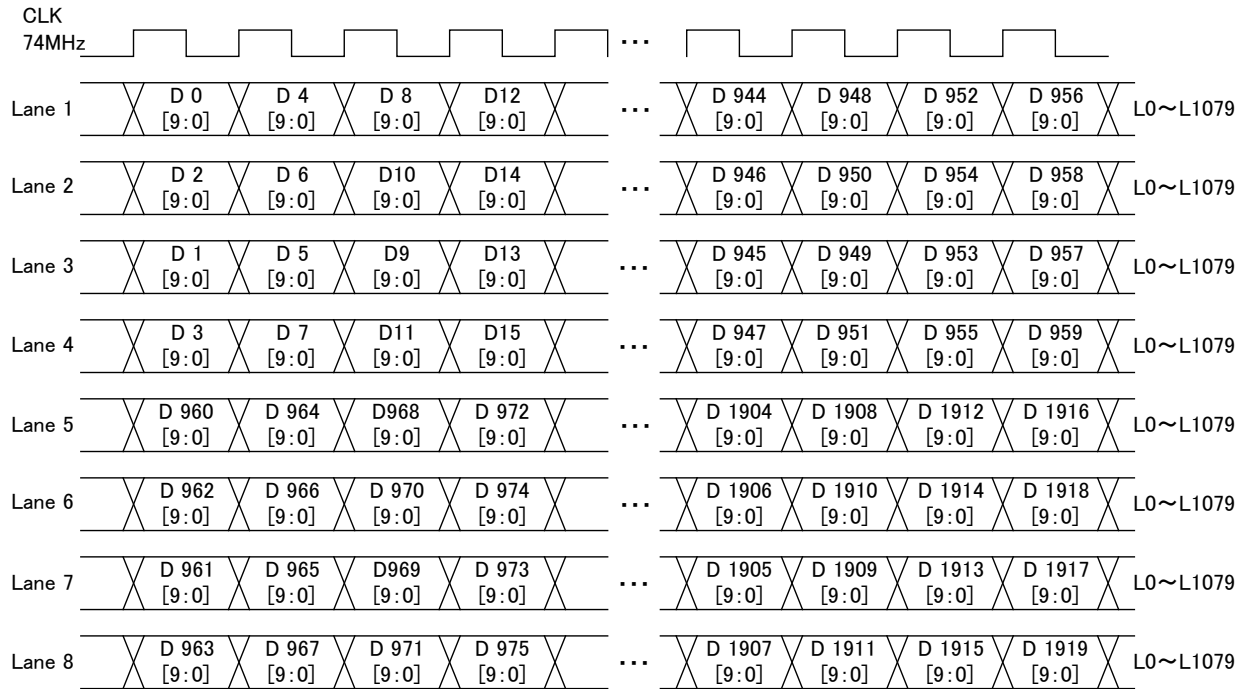 CLK
74MHz
...
Lane 1
D 0 D 4 D 8 D12 ... D 944 D 948 D 952 D 956
[9:0] [9:0] [9:0] [9:0] [9:0] [9:0] [9:0] [9:0]
L0～L1079
Lane 2
D 2 D 6 D10 D14 ... D 946 D 950 D 954 D 958
[9:0] [9:0] [9:0] [9:0] [9:0] [9:0] [9:0] [9:0]
L0～L1079
Lane 3
D 1 D 5 D9 D13 ... D 945 D 949 D 953 D 957
[9:0] [9:0] [9:0] [9:0] [9:0] [9:0] [9:0] [9:0]
L0～L1079
Lane 4
D 3 D 7 D11 D15 ... D 947 D 951 D 955 D 959
[9:0] [9:0] [9:0] [9:0] [9:0] [9:0] [9:0] [9:0]
L0～L1079
Lane 5
D 960 D 964 D968 D 972 ... D 1904 D 1908 D 1912 D 1916
[9:0] [9:0] [9:0] [9:0] [9:0] [9:0] [9:0] [9:0]
L0～L1079
Lane 6
D 962 D 966 D 970 D 974 ... D 1906 D 1910 D 1914 D 1918
[9:0] [9:0] [9:0] [9:0] [9:0] [9:0] [9:0] [9:0]
L0～L1079
Lane 7
D 961 D 965 D969 D 973 ... D 1905 D 1909 D 1913 D 1917
[9:0] [9:0] [9:0] [9:0] [9:0] [9:0] [9:0] [9:0]
L0～L1079
Lane 8
D 963 D 967 D 971 D 975 ... D 1907 D 1911 D 1915 D 1919
[9:0] [9:0] [9:0] [9:0] [9:0] [9:0] [9:0] [9:0]
L0～L1079